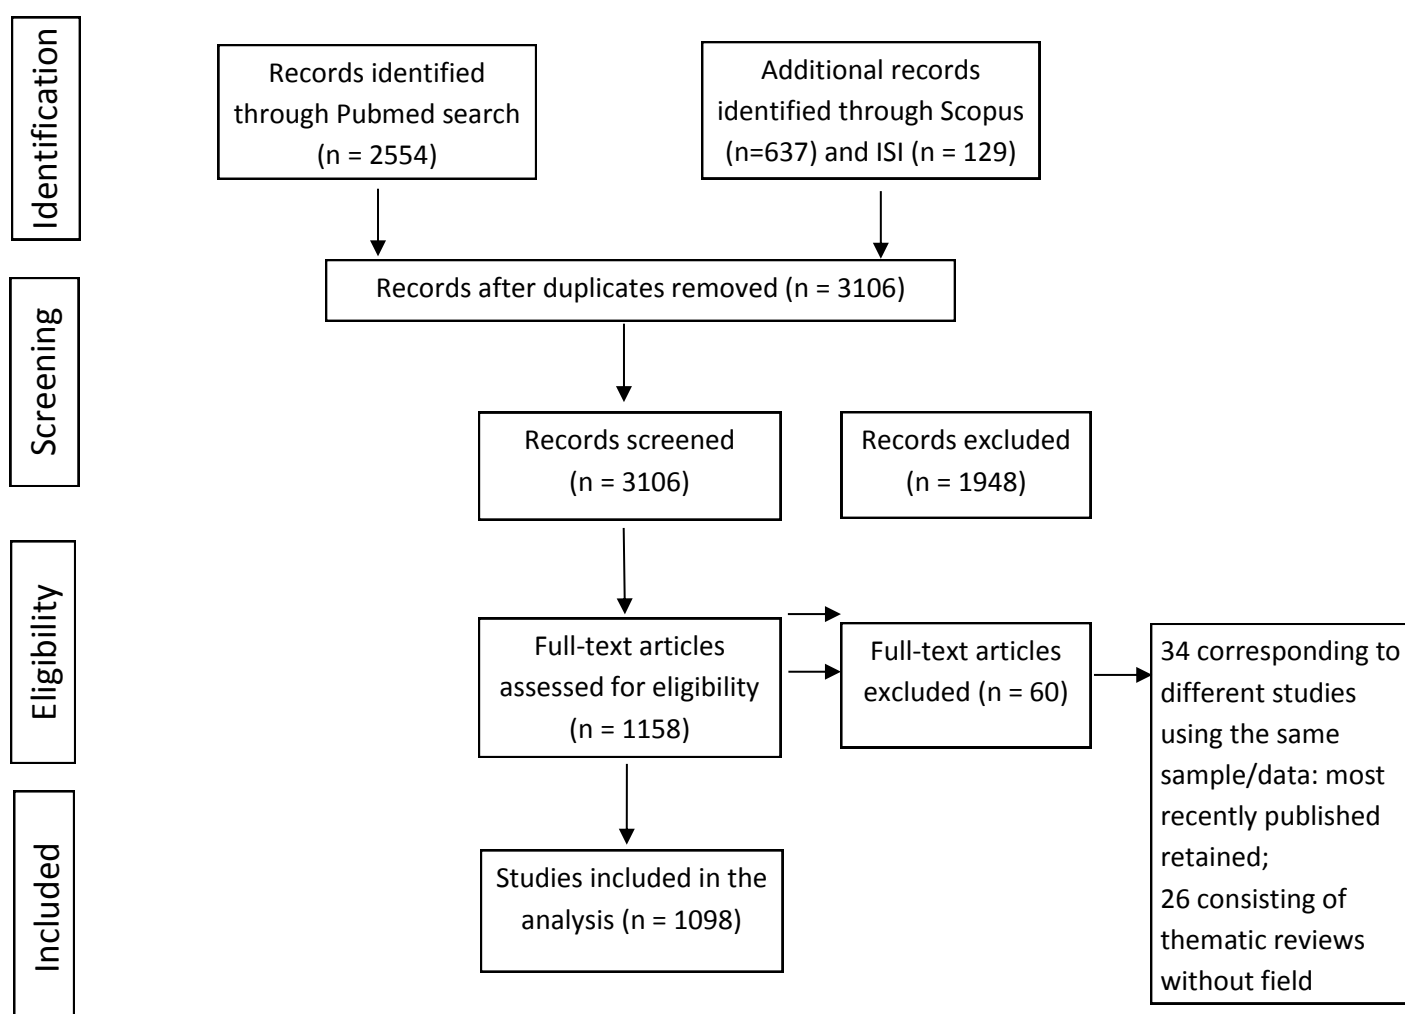 Identification
Records identified
through Pubmed search
(n = 2554)
Additional records
identified through Scopus
(n=637) and ISI (n = 129)
Records after duplicates removed (n = 3106)
Screening
Records screened
(n = 3106)
Records excluded
(n = 1948)
Eligibility
Full-text articles
assessed for eligibility
(n = 1158)
Full-text articles
excluded (n = 60)
34 corresponding to
different studies
using the same
sample/data: most
recently published
retained;
26 consisting of
thematic reviews
without field
Included
Studies included in the
analysis (n = 1098)